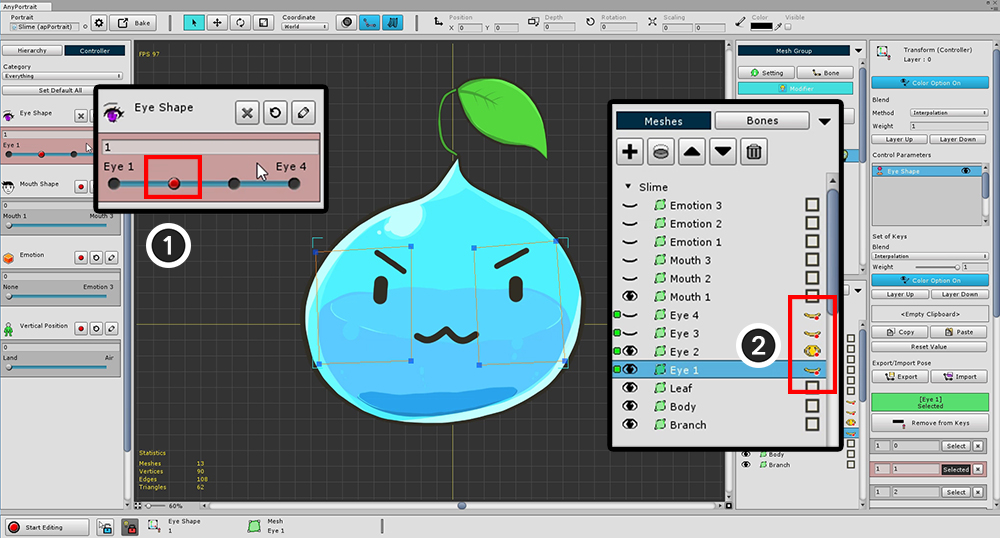 AnyPortrait
Portrait
Slime (apPortrait)
Bake
Coordinate
World
Position
X 0 Y 0
Depth
0
Rotation
0
Scaling
X 0 Y 0
Color
Visible
Hierarchy
Controller
Category
Everything
Set Default All
Eye Shape
1
Eye 1
Mouth Shape
0
Mouth 1 Mouth 3
Emotion
0
None Emotion 3
Vertical Position
0
Land Air
FPS 97
Eye Shape
1
Eye 1 Eye 4
1
Statistics
Meshes 13
Vertices 90
Edges 108
Triangles 62
60%
Meshes
Bones
Slime
Emotion 3
Emotion 2
Emotion 1
Mouth 3
Mouth 2
Mouth 1
Eye 4
Eye 3
Eye 2
Eye 1
Leaf
Body
Branch
2
Mesh Group
Setting
Bone
Modifier
Body
Branch
Transform (Controller)
Layer : 0
Color Option On
Blend
Method Interpolation
Weight 1
Layer Up
Layer Down
Control Parameters
Eye Shape
Set of Keys
Blend
Interpolation
Weight 1
Color Option On
Layer Up
Layer Down
<Empty Clipboard>
Copy
Paste
Reset Value
Export/Import Pose
Export
Import
[Eye 1]
Selected
Remove from Keys
1 0 Select
1 1 Selected
1 2 Select
Start Editing
Eye Shape
1
Mesh
Eye 1